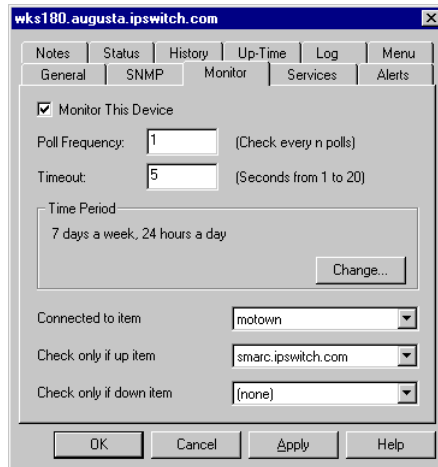 wks180.augusta.ipswitch.com
Notes Status History Up-Time Log Menu
General SNMP Monitor Services Alerts
Monitor This Device
Poll Frequency: 1 (Check every n polls)
Timeout: 5 (Seconds from 1 to 20)
Time Period
7 days a week, 24 hours a day
Change...
Connected to item motown
Check only if up item smarc.ipswitch.com
Check only if down item (none)
OK Cancel Apply Help